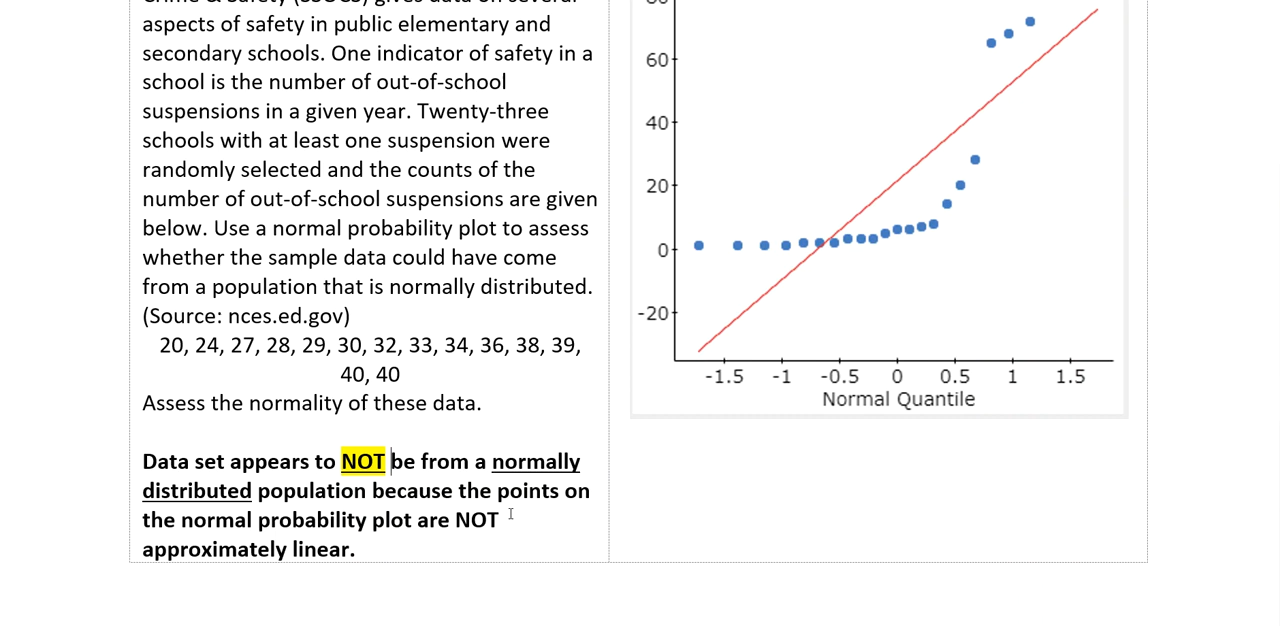 Crime & Safety (SSOCS) gives data on several
aspects of safety in public elementary and
secondary schools. One indicator of safety in a
school is the number of out-of-school
suspensions in a given year. Twenty-three
schools with at least one suspension were
randomly selected and the counts of the
number of out-of-school suspensions are given
below. Use a normal probability plot to assess
whether the sample data could have come
from a population that is normally distributed.
(Source: nces.ed.gov)
20, 24, 27, 28, 29, 30, 32, 33, 34, 36, 38, 39,
40, 40
Assess the normality of these data.
Data set appears to NOT be from a normally
distributed population because the points on
the normal probability plot are NOT
approximately linear.
60
40
20
0
-20
-1.5 -1 -0.5 0 0.5 1 1.5
Normal Quantile